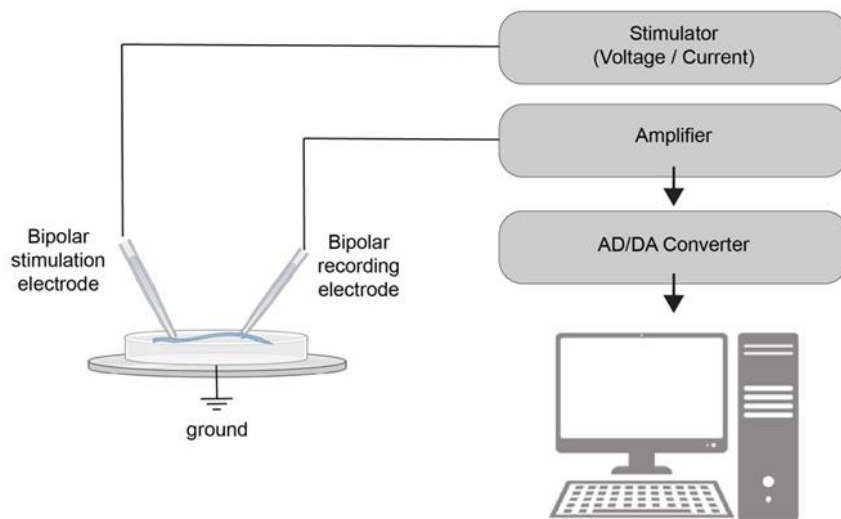 Stimulator
(Voltage / Current)
Amplifier
AD/DA Converter
Bipolar
stimulation
electrode
Bipolar
recording
electrode
ground